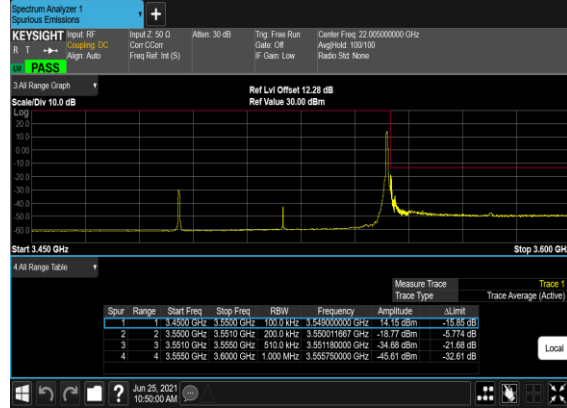 Spectrum Analyzer 1
Spurious Emissions
+
KEYSIGHT Input: RF Input Z: 50 Ω Atten: 30 dB Trig: Free Run Center Freq: 22.005000000 GHz
R T Coupling: DC Corr CCorr Gate: Off Avg|Hold: 100/100
Align: Auto Freq Ref: Int (S) IF Gain: Low Radio Std: None
LW PASS
3 All Range Graph
Ref Lvl Offset 12.28 dB
Scale/Div 10.0 dB Ref Value 30.00 dBm
Log
20.0
10.0
0.00
-10.0
-20.0
-30.0
-40.0
-50.0
-60.0
Start 3.450 GHz Stop 3.600 GHz
4 All Range Table
Measure Trace Trace 1
Trace Type Trace Average (Active)
Spur Range Start Freq Stop Freq RBW Frequency Amplitude ΔLimit
1 1 3.4500 GHz 3.5500 GHz 100.0 kHz 3.549000000 GHz 14.15 dBm -15.85 dB
2 2 3.5500 GHz 3.5510 GHz 200.0 kHz 3.550011667 GHz -18.77 dBm -5.774 dB
3 3 3.5510 GHz 3.5550 GHz 510.0 kHz 3.551180000 GHz -34.68 dBm -21.68 dB
4 4 3.5550 GHz 3.6000 GHz 1.000 MHz 3.555750000 GHz -45.61 dBm -32.61 dB
Local
? Jun 25, 2021
10:50:00 AM